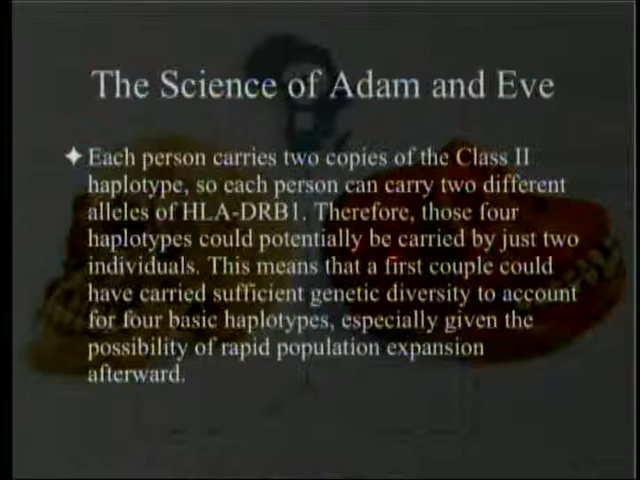 The Science of Adam and Eve
Each person carries two copies of the Class II
haplotype, so each person can carry two different
alleles of HLA-DRB1. Therefore, those four
haplotypes could potentially be carried by just two
individuals. This means that a first couple could
have carried sufficient genetic diversity to account
for four basic haplotypes, especially given the
possibility of rapid population expansion
afterward.